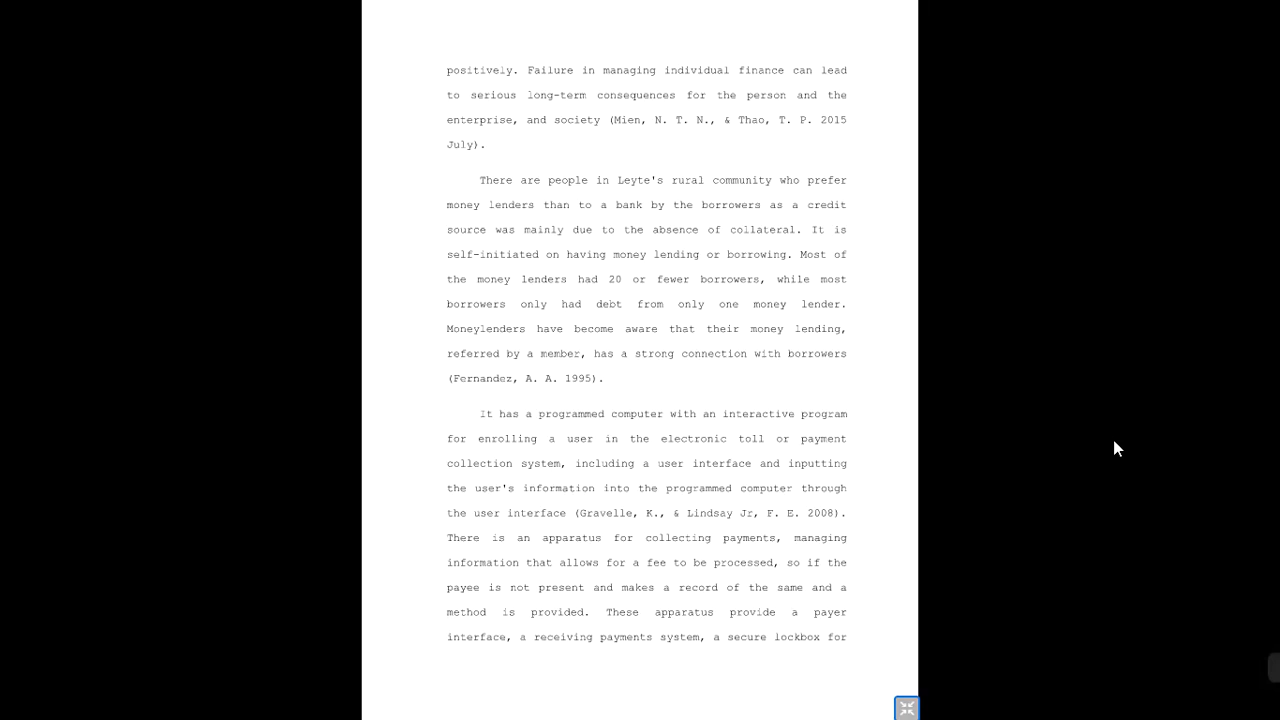 positively. Failure in managing individual finance can lead
to serious long-term consequences for the person and the
enterprise, and society (Mien, N. T. N., & Thao, T. P. 2015
July).
There are people in Leyte's rural community who prefer
money lenders than to a bank by the borrowers as a credit
source was mainly due to the absence of collateral. It is
self-initiated on having money lending or borrowing. Most of
the money lenders had 20 or fewer borrowers, while most
borrowers only had debt from only one money lender.
Moneylenders have become aware that their money lending,
referred by a member, has a strong connection with borrowers
(Fernandez, A. A. 1995).
It has a programmed computer with an interactive program
for enrolling a user in the electronic toll or payment
collection system, including a user interface and inputting
the user's information into the programmed computer through
the user interface (Gravelle, K., & Lindsay Jr, F. E. 2008).
There is an apparatus for collecting payments, managing
information that allows for a fee to be processed, so if the
payee is not present and makes a record of the same and a
method is provided. These apparatus provide a payer
interface, a receiving payments system, a secure lockbox for